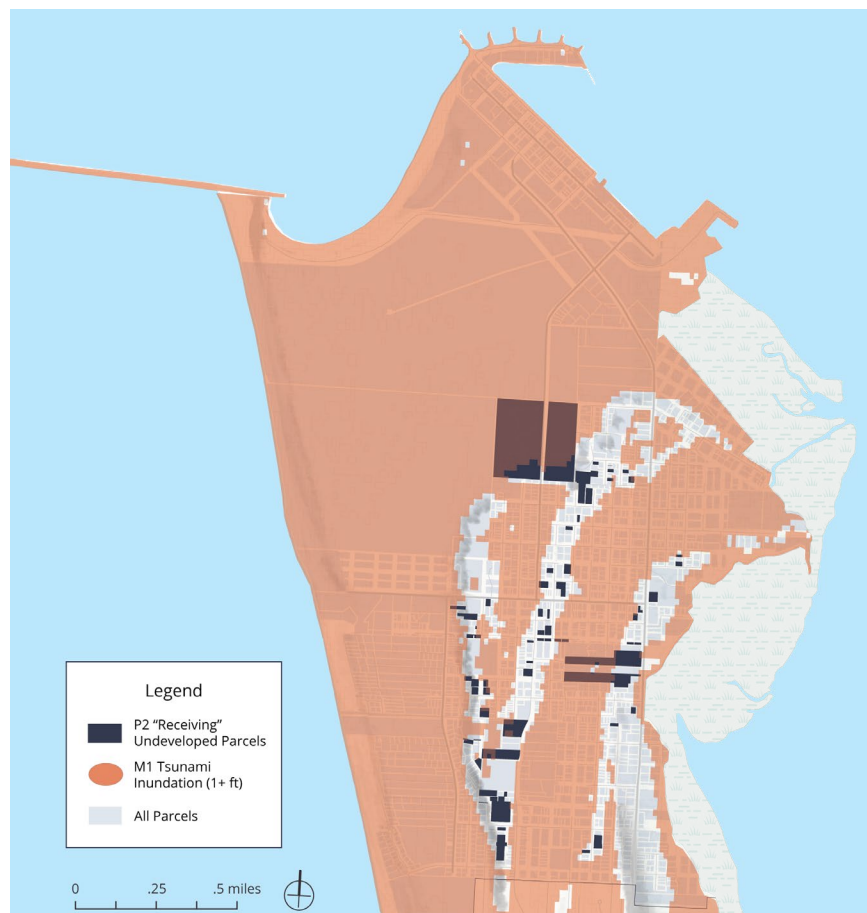 Legend
P2 “Receiving”
Undeveloped Parcels
M1 Tsunami
Inundation (1+ ft)
All Parcels
0 .25 .5 miles